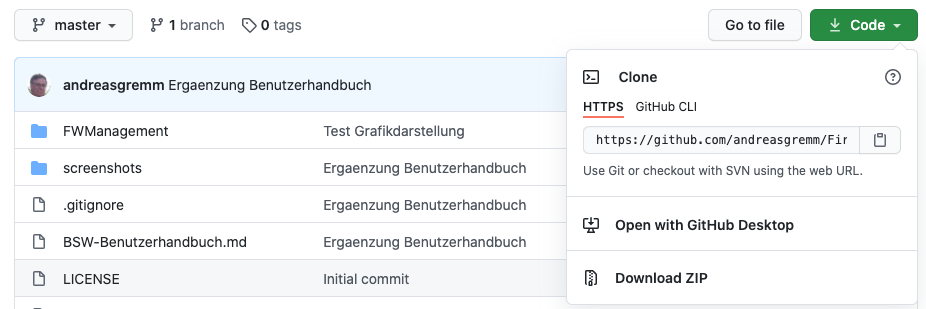 master 1 branch 0 tags Go to file Code
andreasgremm Ergaenzung Benutzerhandbuch
Clone
HTTPS GitHub CLI
https://github.com/andreasgremm/Fir
Use Git or checkout with SVN using the web URL.
Open with GitHub Desktop
Download ZIP
FWManagement Test Grafikdarstellung
screenshots Ergaenzung Benutzerhandbuch
.gitignore Ergaenzung Benutzerhandbuch
BSW-Benutzerhandbuch.md Ergaenzung Benutzerhandbuch
LICENSE Initial commit